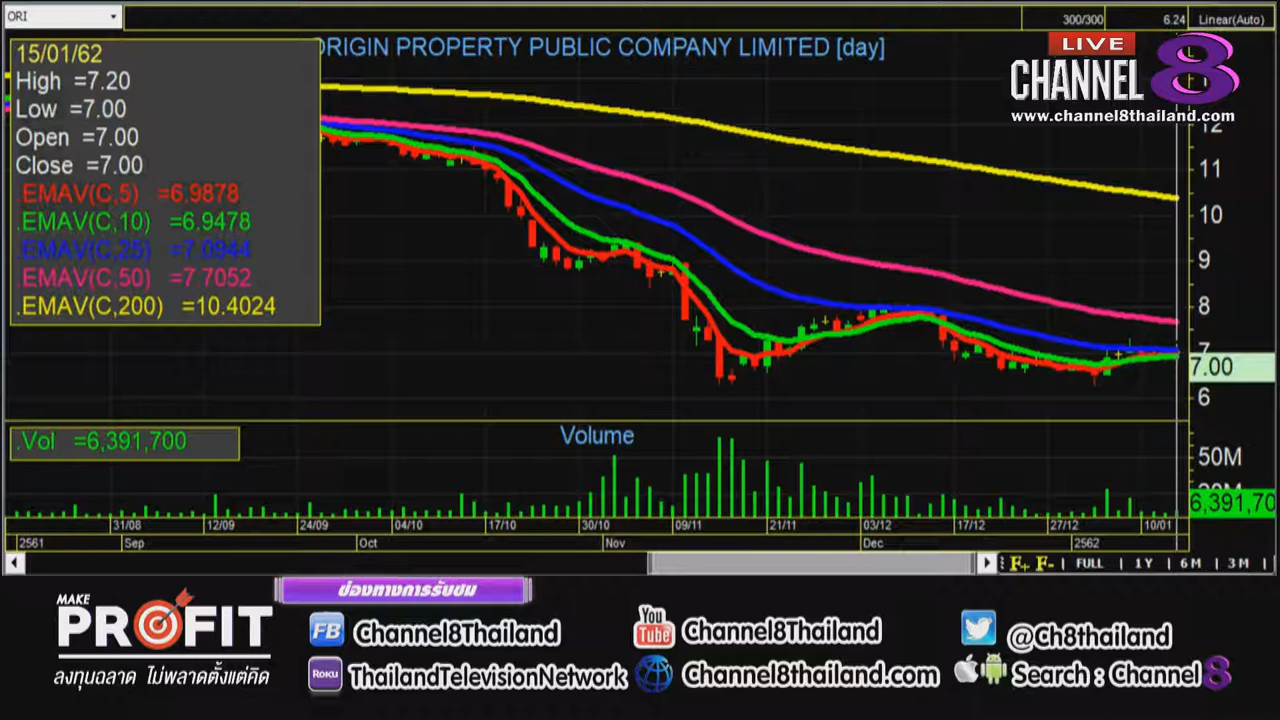 ORI
300/300
6.24
Linear(Auto)
ORIGIN PROPERTY PUBLIC COMPANY LIMITED [day]
LIVE
CHANNEL 8
www.channel8thailand.com
15/01/62
High =7.20
Low =7.00
Open =7.00
Close =7.00
.EMAV(C,5) =6.9878
.EMAV(C,10) =6.9478
.EMAV(C,25) =7.0944
.EMAV(C,50) =7.7052
.EMAV(C,200) =10.4024
12
11
10
9
8
7
7.00
6
.Vol =6,391,700
Volume
50M
6,391,70
31/08 12/09 24/09 04/10 17/10 30/10 09/11 21/11 03/12 17/12 27/12 10/01
2561 Sep Oct Nov Dec 2562
F+ F- | FULL | 1Y | 6M | 3M |
ช่องทางการรับชม
MAKE
PROFIT
ลงทุนฉลาด ไม่พลาดตั้งแต่คิด
FB Channel8Thailand
You Tube Channel8Thailand
@Ch8thailand
Roku ThailandTelevisionNetwork
Channel8thailand.com
Search : Channel 8